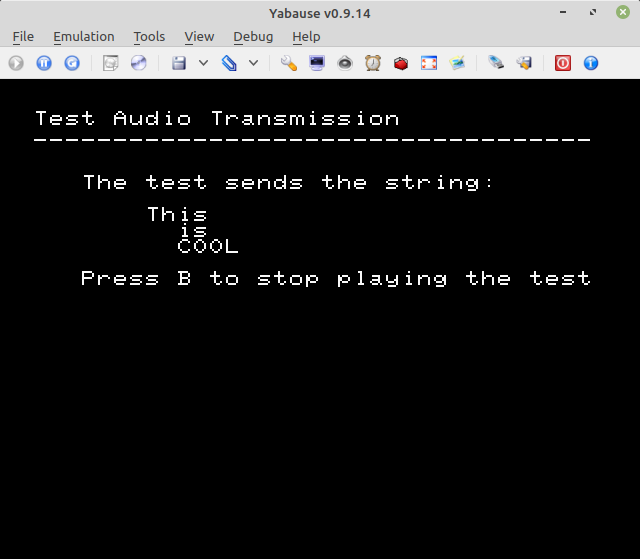 Yabause v0.9.14
File Emulation Tools View Debug Help
Test Audio Transmission
-----------------------------------
The test sends the string:
This
is
COOL
Press B to stop playing the test